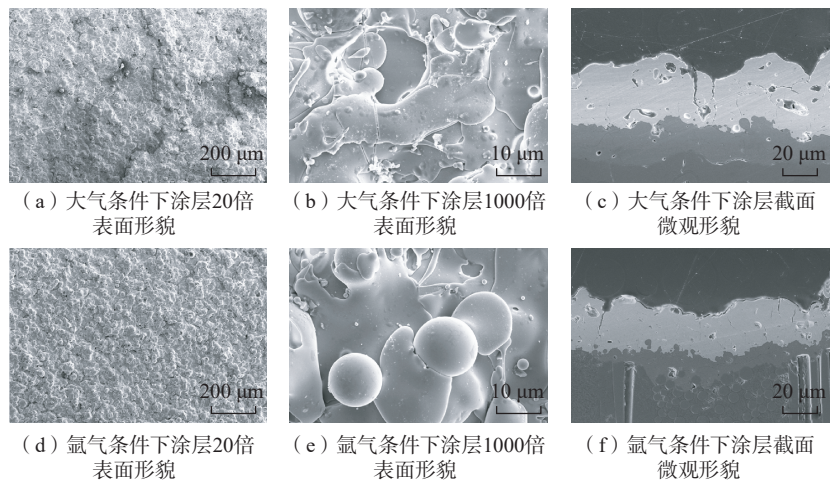 200 μm
10 μm
20 μm
（a）大气条件下涂层20倍
表面形貌
（b）大气条件下涂层1000倍
表面形貌
（c）大气条件下涂层截面
微观形貌
200 μm
10 μm
20 μm
（d）氩气条件下涂层20倍
表面形貌
（e）氩气条件下涂层1000倍
表面形貌
（f）氩气条件下涂层截面
微观形貌